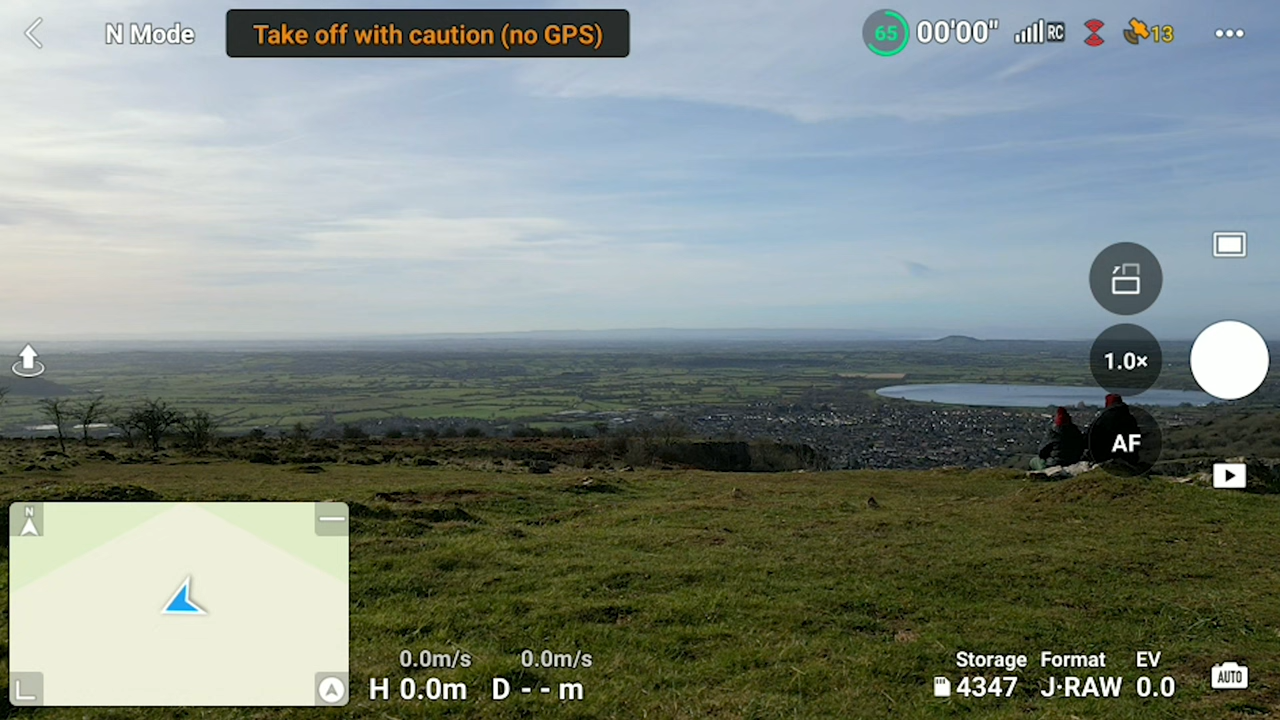 N Mode
Take off with caution (no GPS)
65
00'00"
RC
13
1.0×
AF
N
0.0m/s 0.0m/s
H 0.0m D - - m
Storage Format EV
4347 J·RAW 0.0
AUTO